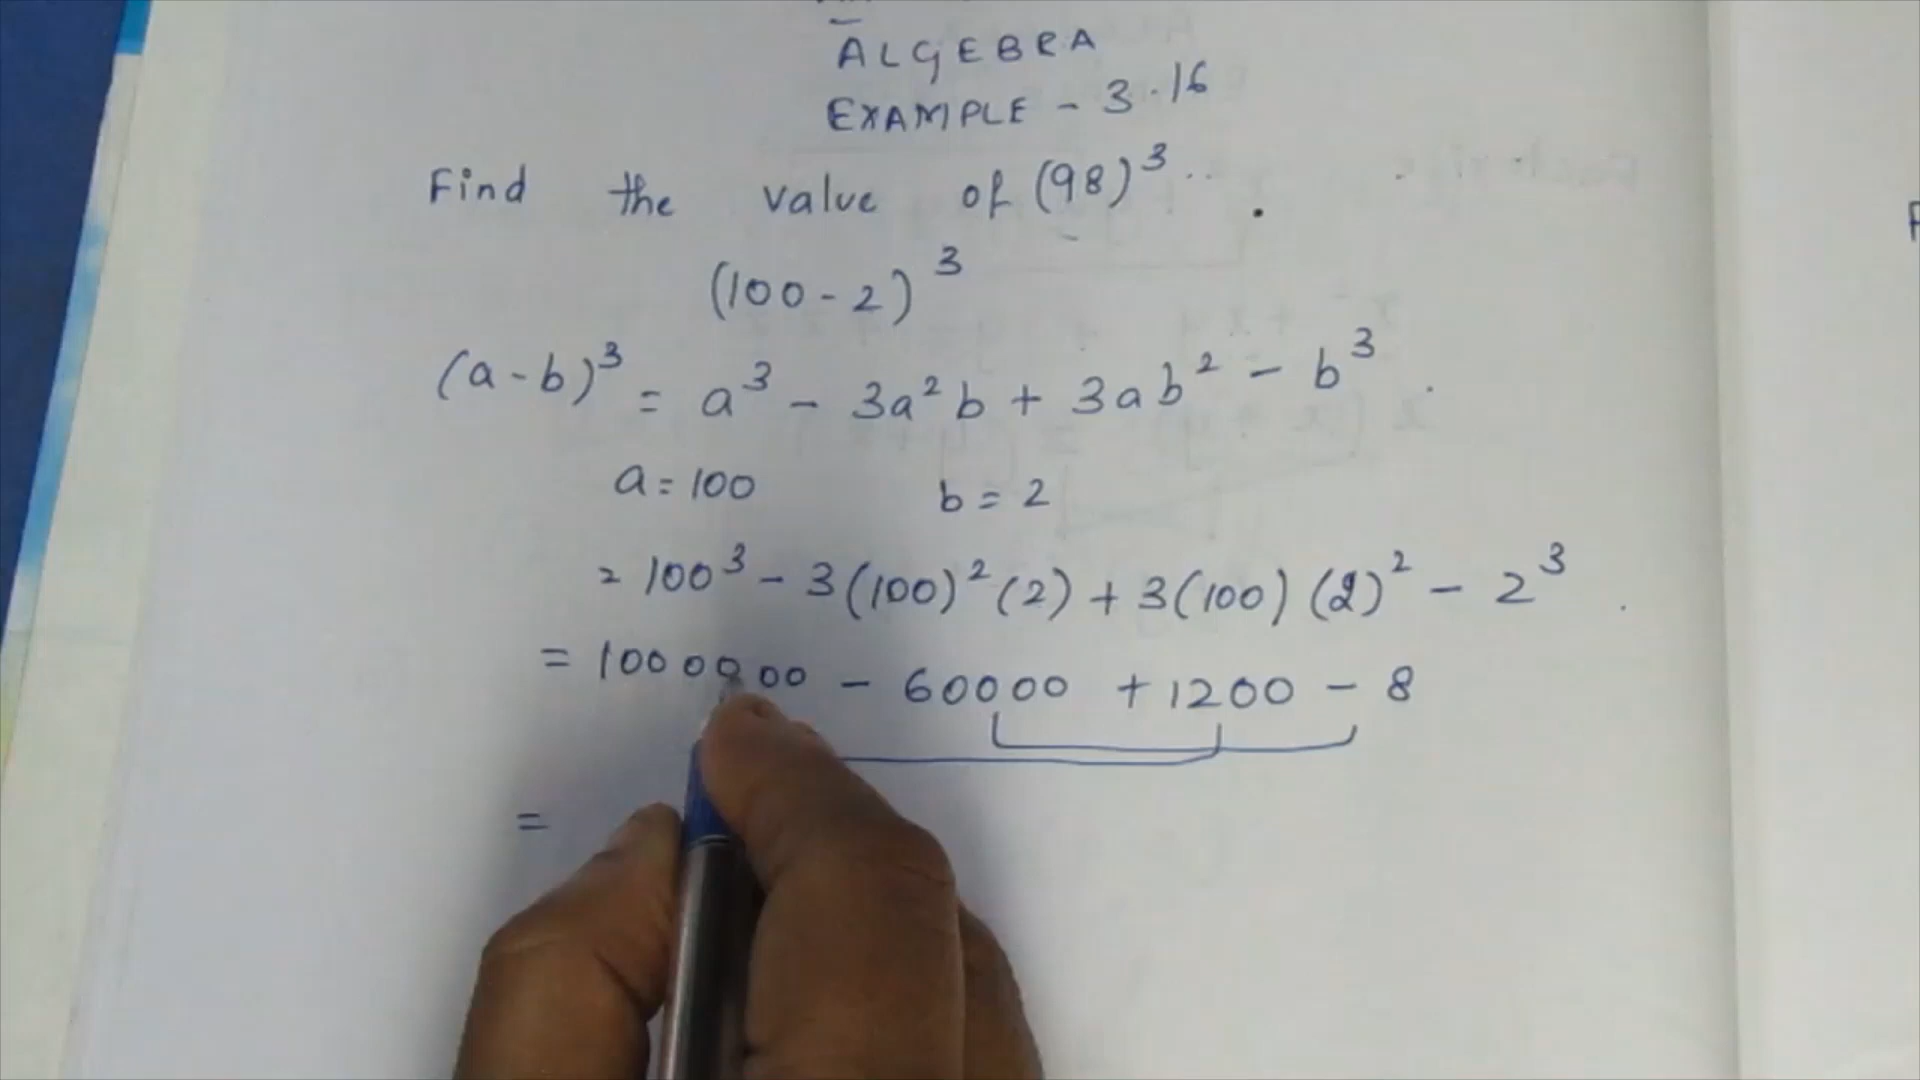 ALGEBRA
EXAMPLE - 3.16
Find the value of (98)³..
(100-2)³
(a-b)³ = a³ - 3a²b + 3ab² - b³.
a = 100 b = 2
= 100³ - 3(100)²(2) + 3(100)(2)² - 2³.
= 1000000 - 60000 + 1200 - 8
=